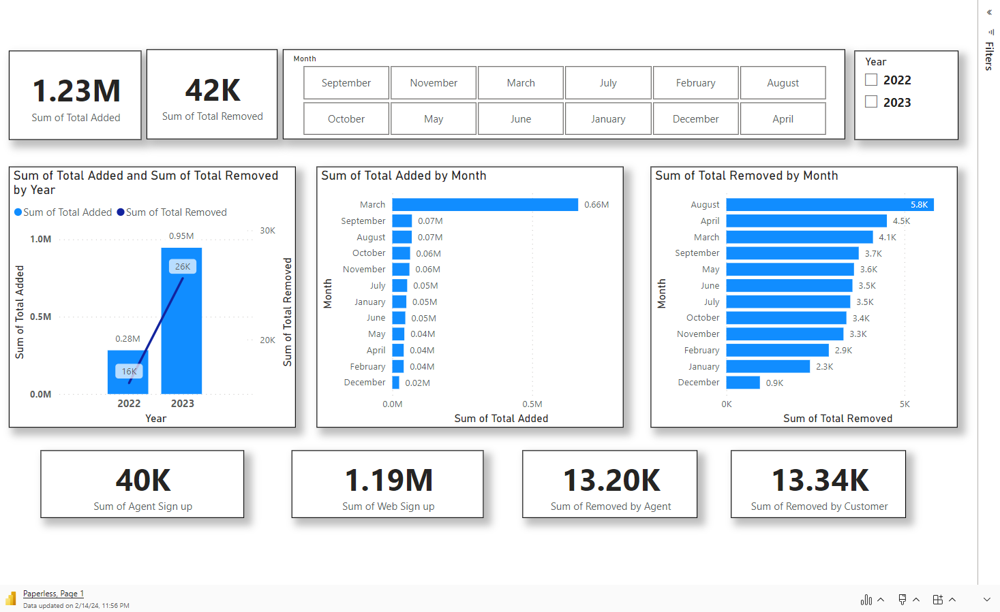 Filters
1.23M
Sum of Total Added
42K
Sum of Total Removed
Month
September
November
March
July
February
August
October
May
June
January
December
April
Year
2022
2023
Sum of Total Added and Sum of Total Removed
by Year
Sum of Total Added
Sum of Total Removed
Sum of Total Added
1.0M
0.5M
0.0M
0.28M
16K
0.95M
26K
30K
20K
Sum of Total Removed
2022
2023
Year
Sum of Total Added by Month
Month
March 0.66M
September 0.07M
August 0.07M
October 0.06M
November 0.06M
July 0.05M
January 0.05M
June 0.05M
May 0.04M
April 0.04M
February 0.04M
December 0.02M
0.0M 0.5M
Sum of Total Added
Sum of Total Removed by Month
Month
August 5.8K
April 4.5K
March 4.1K
September 3.7K
May 3.6K
June 3.5K
July 3.5K
October 3.4K
November 3.3K
February 2.9K
January 2.3K
December 0.9K
0K 5K
Sum of Total Removed
40K
Sum of Agent Sign up
1.19M
Sum of Web Sign up
13.20K
Sum of Removed by Agent
13.34K
Sum of Removed by Customer
Paperless, Page 1
Data updated on 2/14/24, 11:56 PM